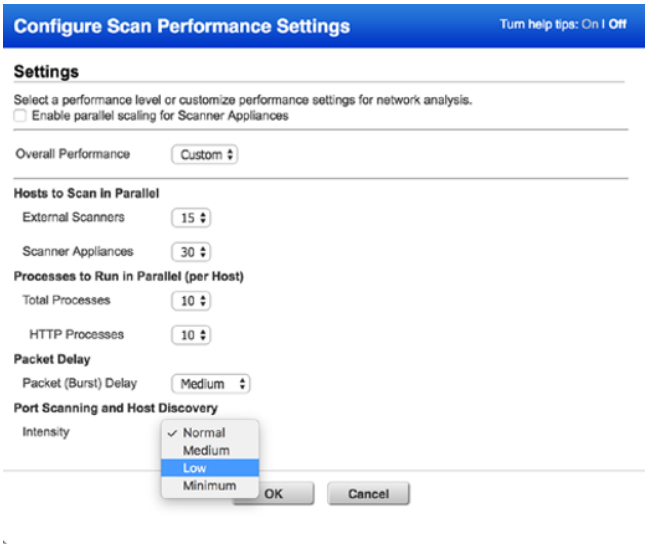 Configure Scan Performance Settings
Turn help tips: On | Off
Settings
Select a performance level or customize performance settings for network analysis.
Enable parallel scaling for Scanner Appliances
Overall Performance Custom
Hosts to Scan in Parallel
External Scanners 15
Scanner Appliances 30
Processes to Run in Parallel (per Host)
Total Processes 10
HTTP Processes 10
Packet Delay
Packet (Burst) Delay Medium
Port Scanning and Host Discovery
Intensity ✓ Normal
Medium
Low
Minimum
OK Cancel